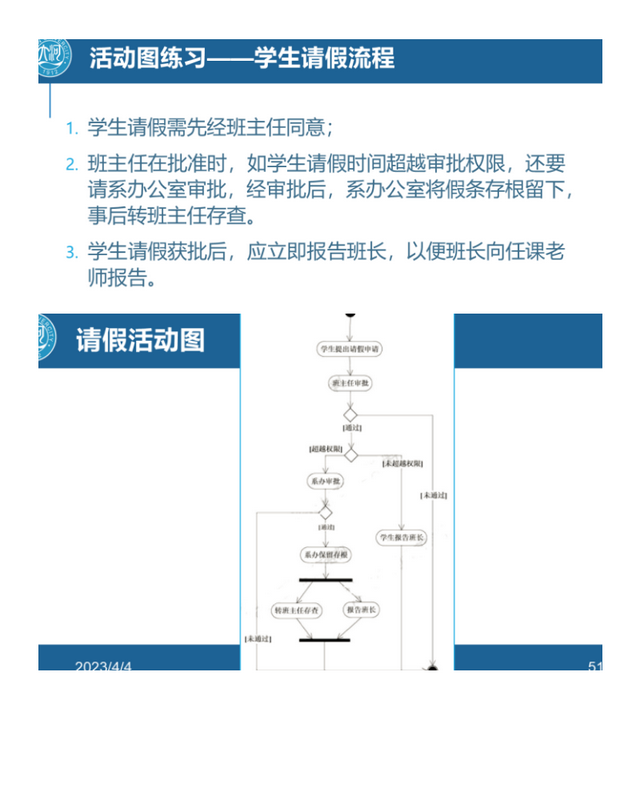 活动图练习——学生请假流程
1. 学生请假需先经班主任同意；
2. 班主任在批准时，如学生请假时间超越审批权限，还要
请系办公室审批，经审批后，系办公室将假条存根留下，
事后转班主任存查。
3. 学生请假获批后，应立即报告班长，以便班长向任课老
师报告。
请假活动图
学生提出请假申请
班主任审批
[通过]
[超越权限]
[未超越权限]
系办审批
[未通过]
[通过]
学生报告班长
系办保留存根
转班主任存查
报告班长
[未通过]
2023/4/4
51